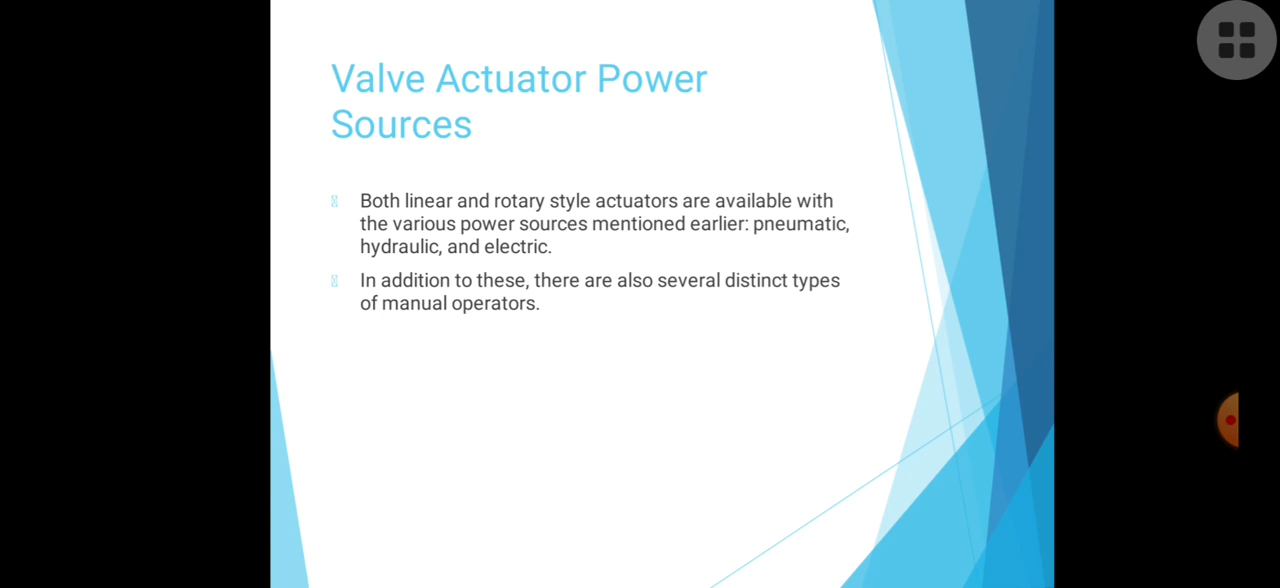 Valve Actuator Power
Sources
Both linear and rotary style actuators are available with
the various power sources mentioned earlier: pneumatic,
hydraulic, and electric.
In addition to these, there are also several distinct types
of manual operators.